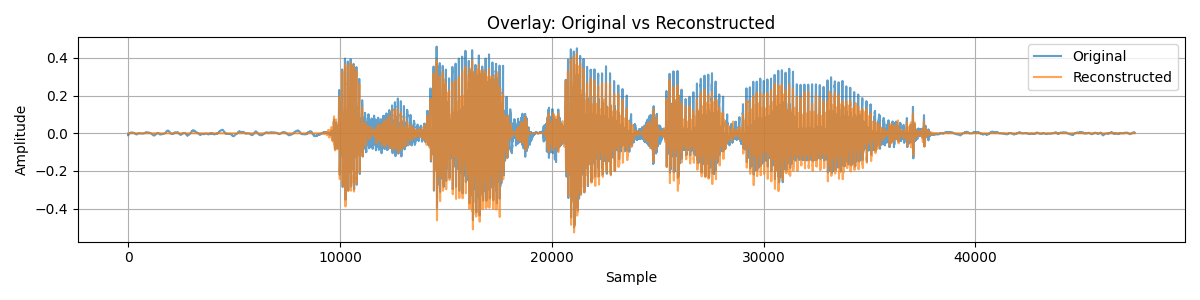 Overlay: Original vs Reconstructed
Original
Reconstructed
Amplitude
0.4
0.2
0.0
−0.2
−0.4
0 10000 20000 30000 40000
Sample